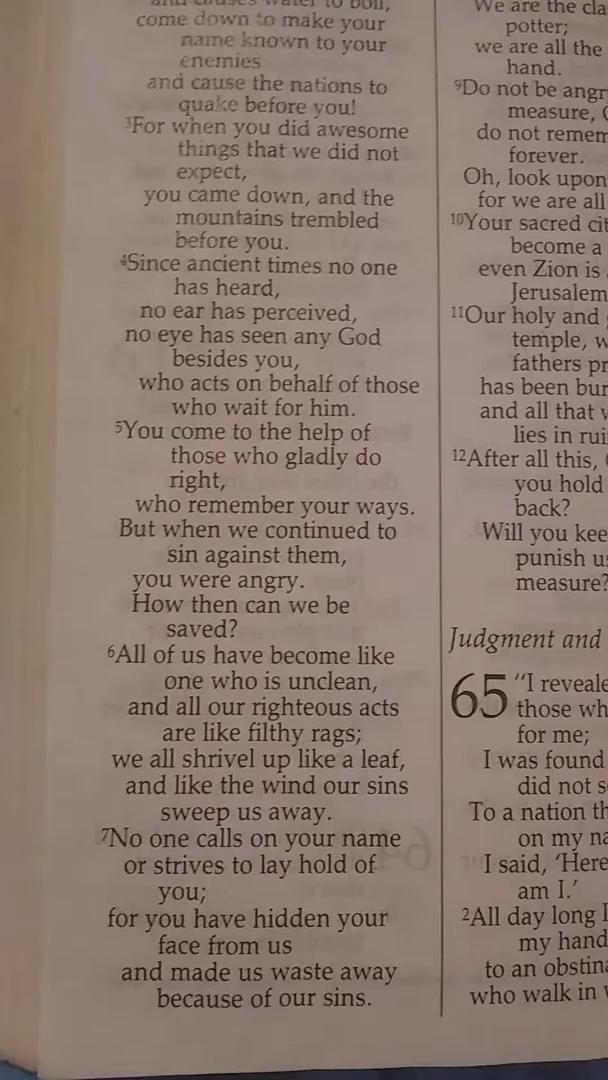 and causes water to boil,
come down to make your
name known to your
enemies
and cause the nations to
quake before you!
3For when you did awesome
things that we did not
expect,
you came down, and the
mountains trembled
before you.
4Since ancient times no one
has heard,
no ear has perceived,
no eye has seen any God
besides you,
who acts on behalf of those
who wait for him.
5You come to the help of
those who gladly do
right,
who remember your ways.
But when we continued to
sin against them,
you were angry.
How then can we be
saved?
6All of us have become like
one who is unclean,
and all our righteous acts
are like filthy rags;
we all shrivel up like a leaf,
and like the wind our sins
sweep us away.
7No one calls on your name
or strives to lay hold of
you;
for you have hidden your
face from us
and made us waste away
because of our sins.
We are the cla
potter;
we are all the
hand.
9Do not be angr
measure,
do not remem
forever.
Oh, look upon
for we are all
10Your sacred cit
become a
even Zion is
Jerusalem
11Our holy and
temple, w
fathers pr
has been bur
and all that
lies in rui
12After all this,
you hold
back?
Will you kee
punish us
measure?
Judgment and
65 "I reveale
those wh
for me;
I was found
did not s
To a nation th
on my na
I said, 'Here
am I.'
2All day long I
my hand
to an obstina
who walk in w